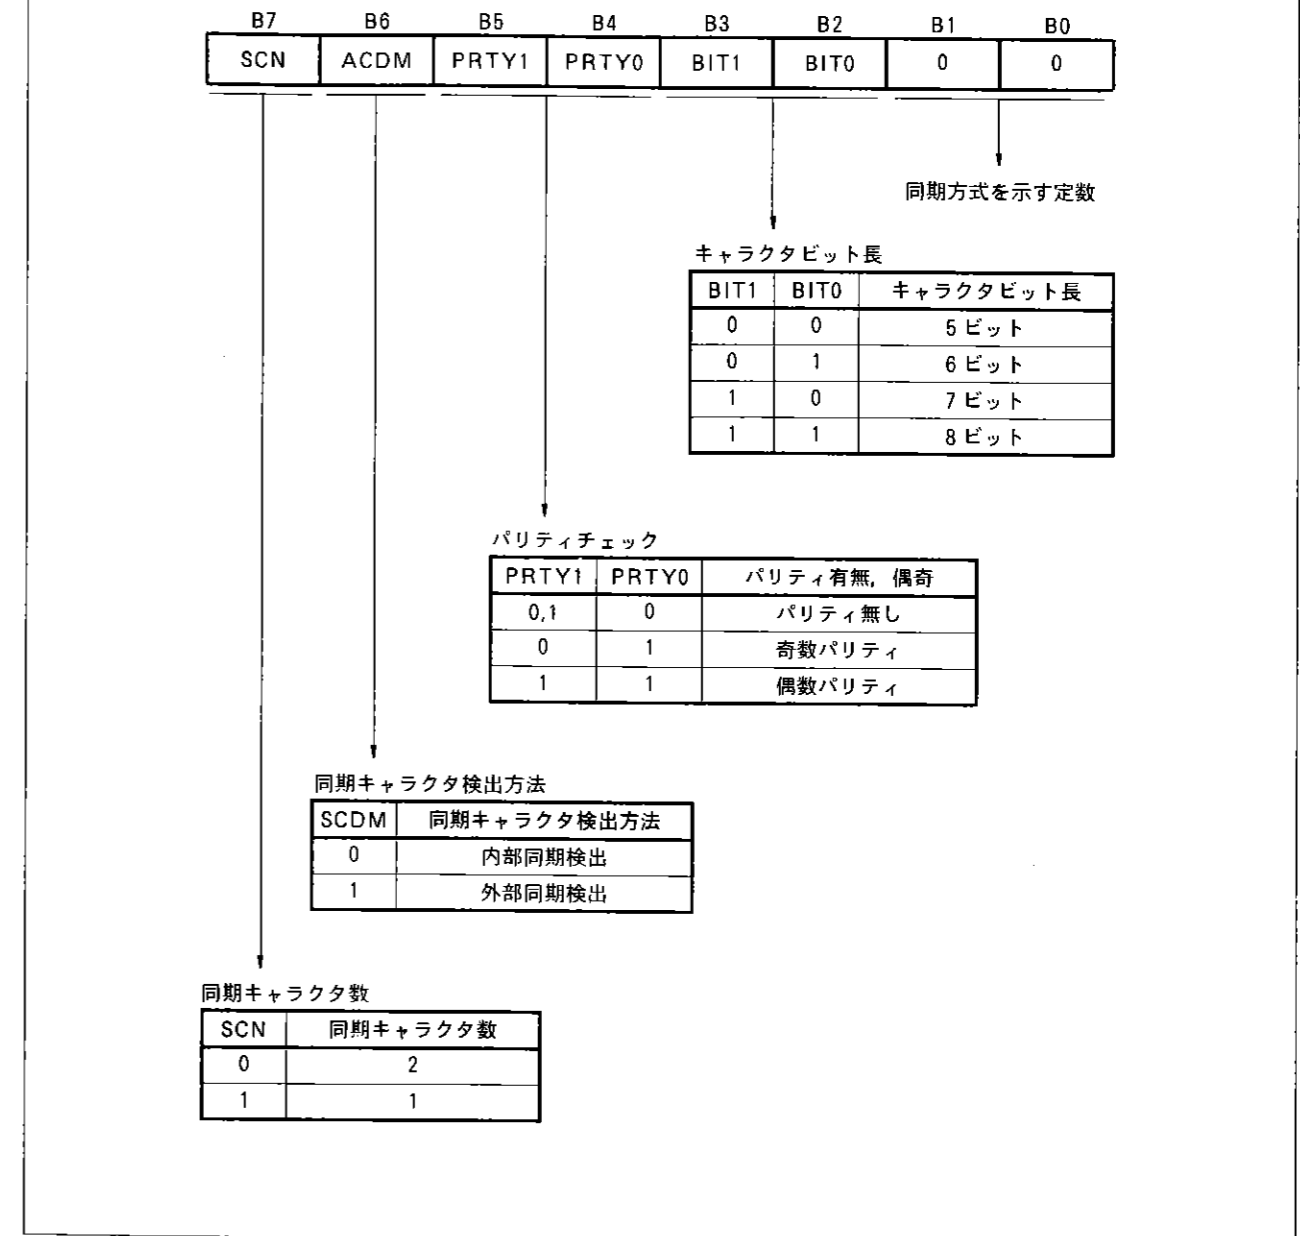 B7 B6 B5 B4 B3 B2 B1 B0
SCN ACDM PRTY1 PRTY0 BIT1 BIT0 0 0
同期方式を示す定数
キャラクタビット長
BIT1 BIT0 キャラクタビット長
0 0 5ビット
0 1 6ビット
1 0 7ビット
1 1 8ビット
パリティチェック
PRTY1 PRTY0 パリティ有無, 偶奇
0,1 0 パリティ無し
0 1 奇数パリティ
1 1 偶数パリティ
同期キャラクタ検出方法
SCDM 同期キャラクタ検出方法
0 内部同期検出
1 外部同期検出
同期キャラクタ数
SCN 同期キャラクタ数
0 2
1 1